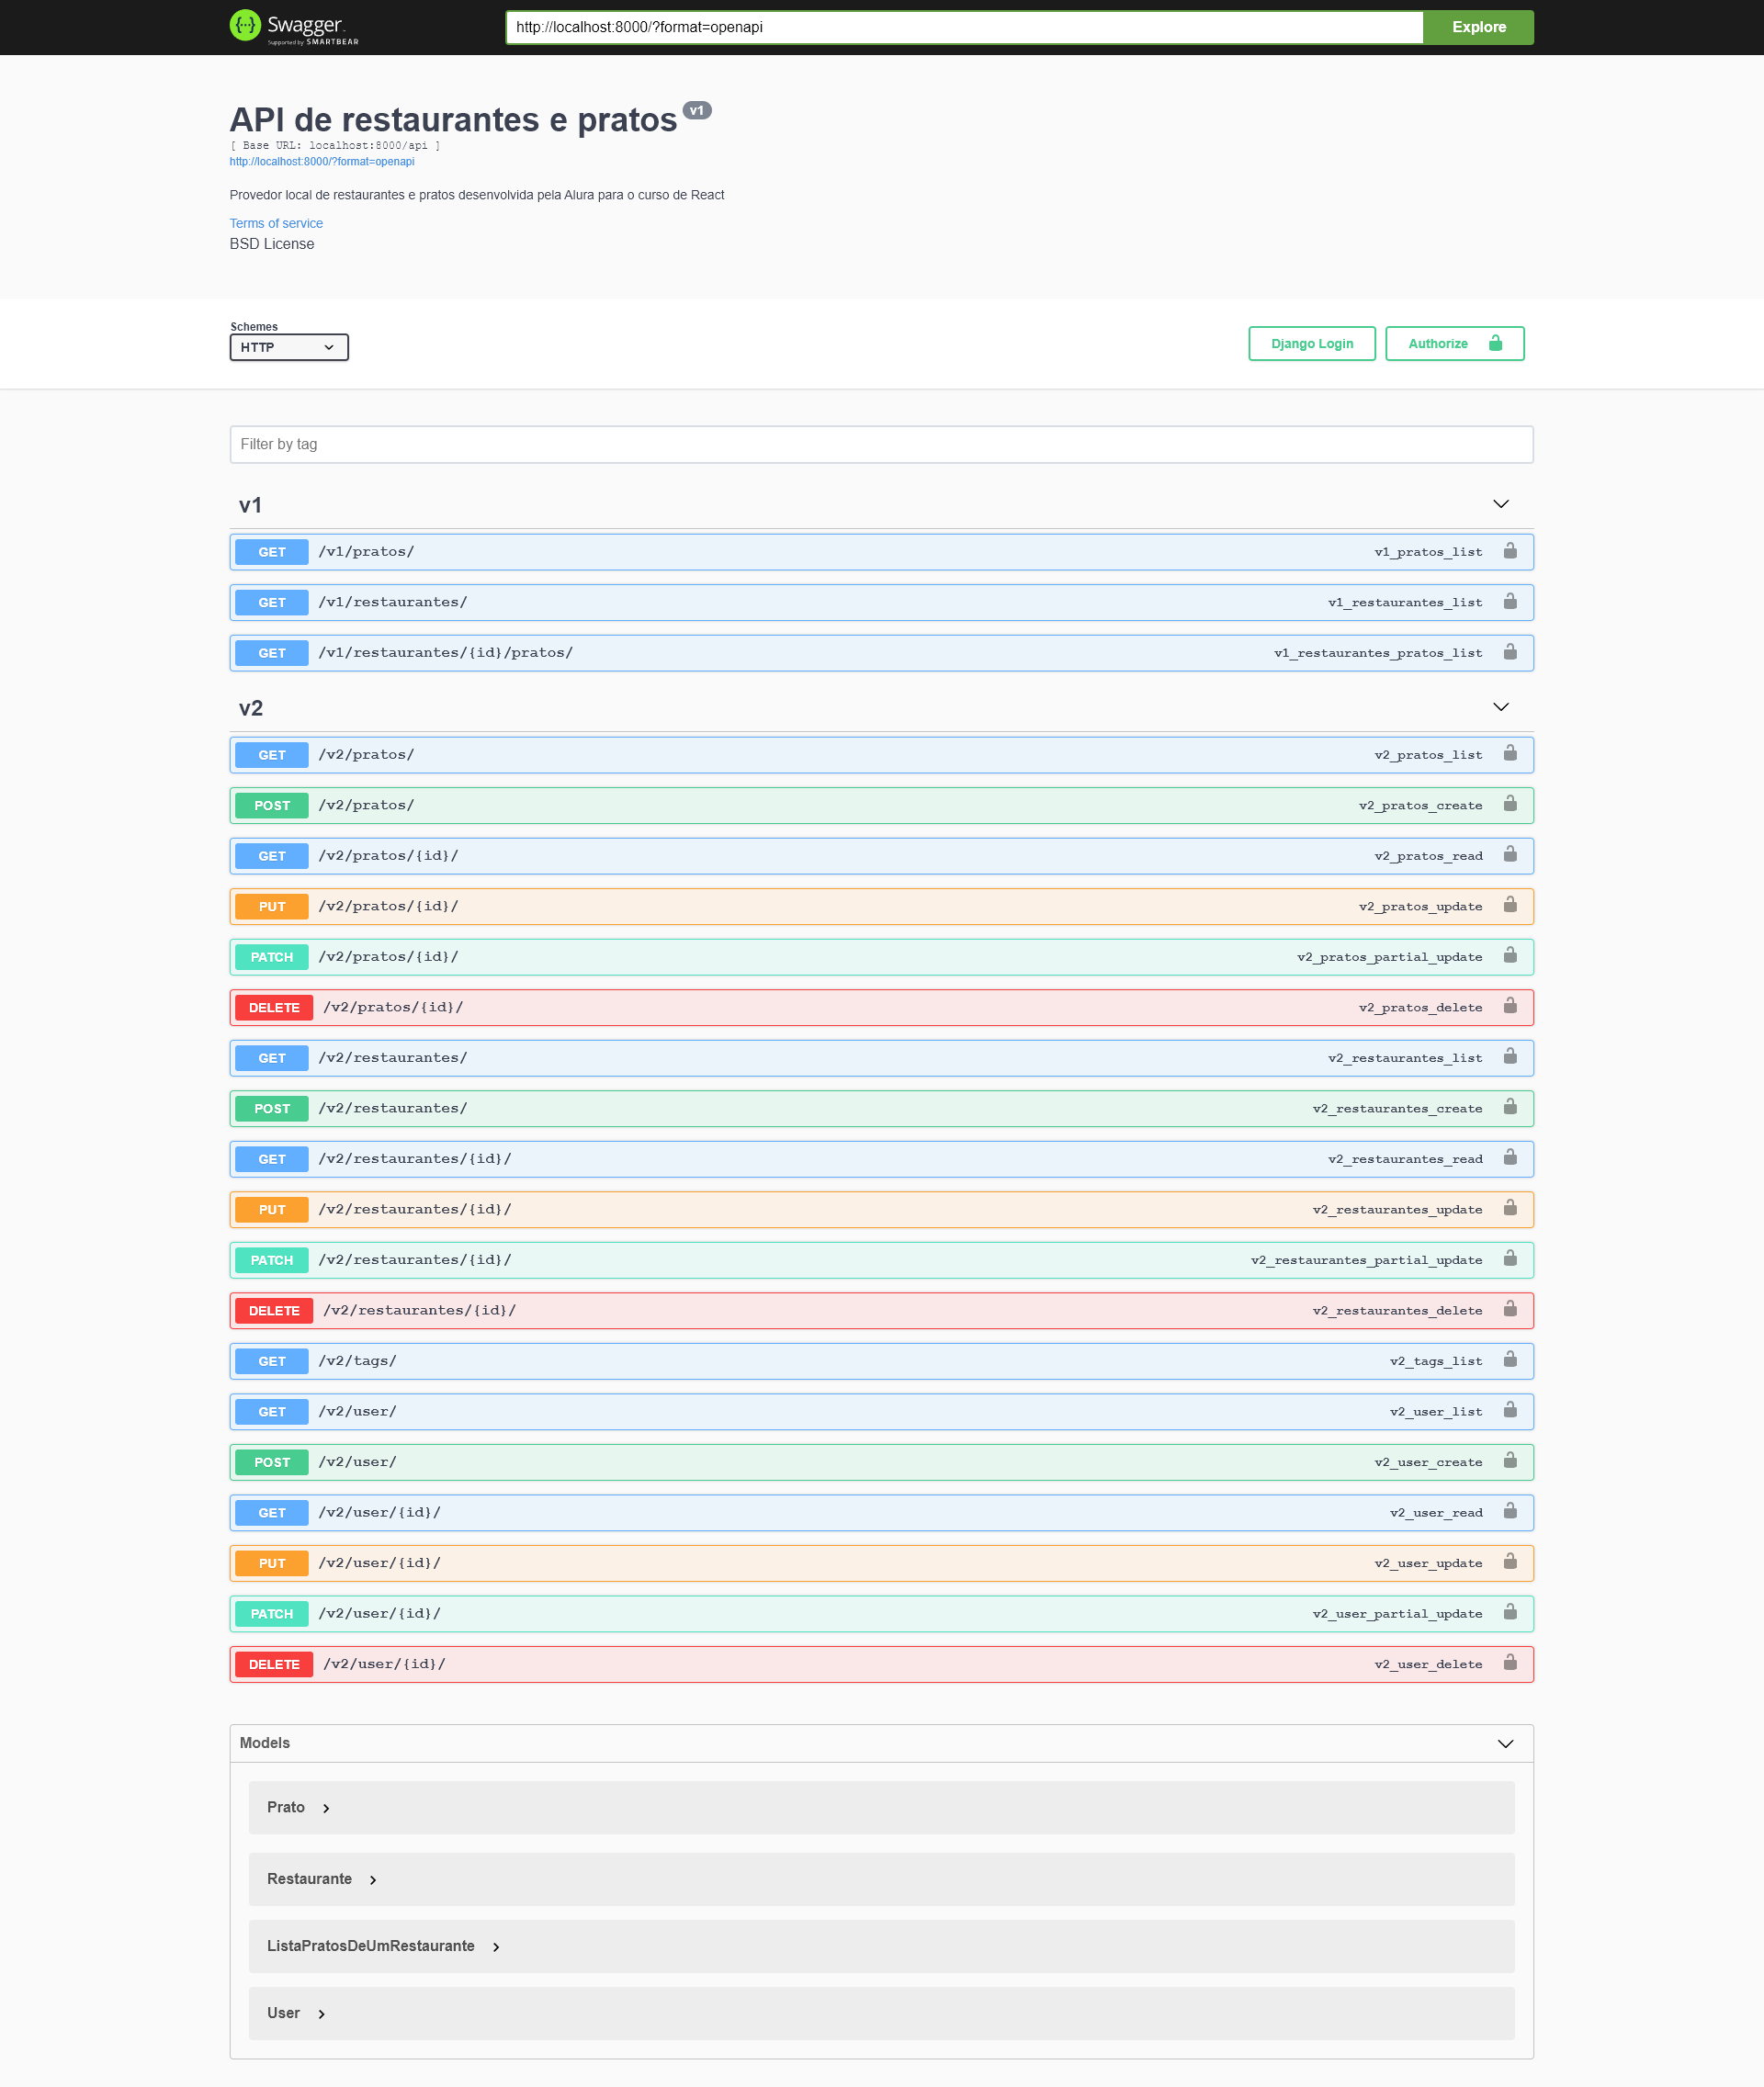 Swagger
Supported by SMARTBEAR
http://localhost:8000/?format=openapi
Explore
API de restaurantes e pratos v1
[ Base URL: localhost:8000/api ]
http://localhost:8000/?format=openapi
Provedor local de restaurantes e pratos desenvolvida pela Alura para o curso de React
Terms of service
BSD License
Schemes
HTTP
Django Login
Authorize
Filter by tag
v1
GET /v1/pratos/ v1_pratos_list
GET /v1/restaurantes/ v1_restaurantes_list
GET /v1/restaurantes/{id}/pratos/ v1_restaurantes_pratos_list
v2
GET /v2/pratos/ v2_pratos_list
POST /v2/pratos/ v2_pratos_create
GET /v2/pratos/{id}/ v2_pratos_read
PUT /v2/pratos/{id}/ v2_pratos_update
PATCH /v2/pratos/{id}/ v2_pratos_partial_update
DELETE /v2/pratos/{id}/ v2_pratos_delete
GET /v2/restaurantes/ v2_restaurantes_list
POST /v2/restaurantes/ v2_restaurantes_create
GET /v2/restaurantes/{id}/ v2_restaurantes_read
PUT /v2/restaurantes/{id}/ v2_restaurantes_update
PATCH /v2/restaurantes/{id}/ v2_restaurantes_partial_update
DELETE /v2/restaurantes/{id}/ v2_restaurantes_delete
GET /v2/tags/ v2_tags_list
GET /v2/user/ v2_user_list
POST /v2/user/ v2_user_create
GET /v2/user/{id}/ v2_user_read
PUT /v2/user/{id}/ v2_user_update
PATCH /v2/user/{id}/ v2_user_partial_update
DELETE /v2/user/{id}/ v2_user_delete
Models
Prato
Restaurante
ListaPratosDeUmRestaurante
User